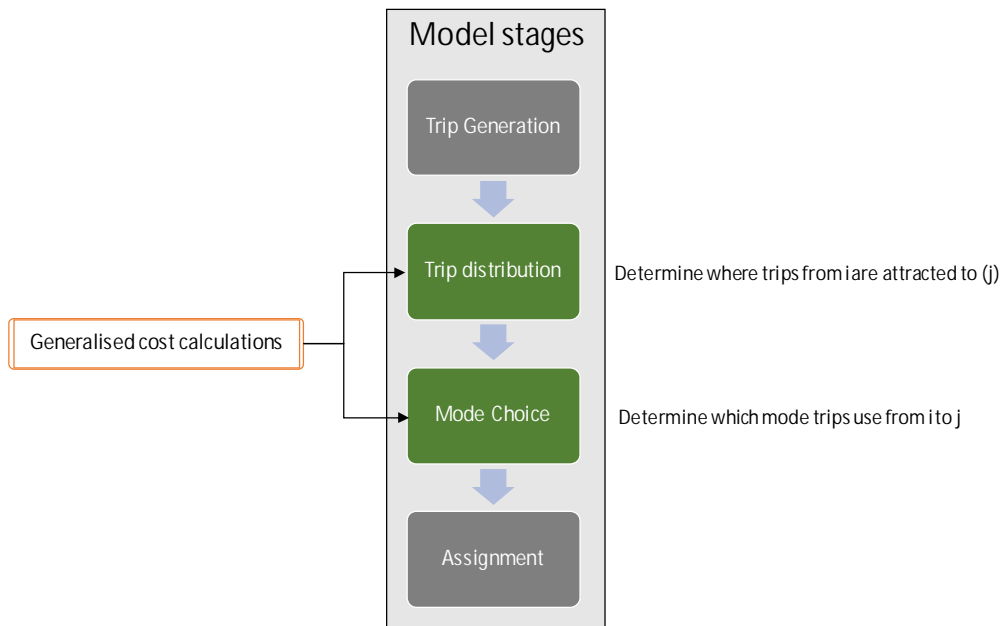 Model stages
Trip Generation
Trip distribution
Determine where trips from i are attracted to (j)
Generalised cost calculations
Mode Choice
Determine which mode trips use from i to j
Assignment